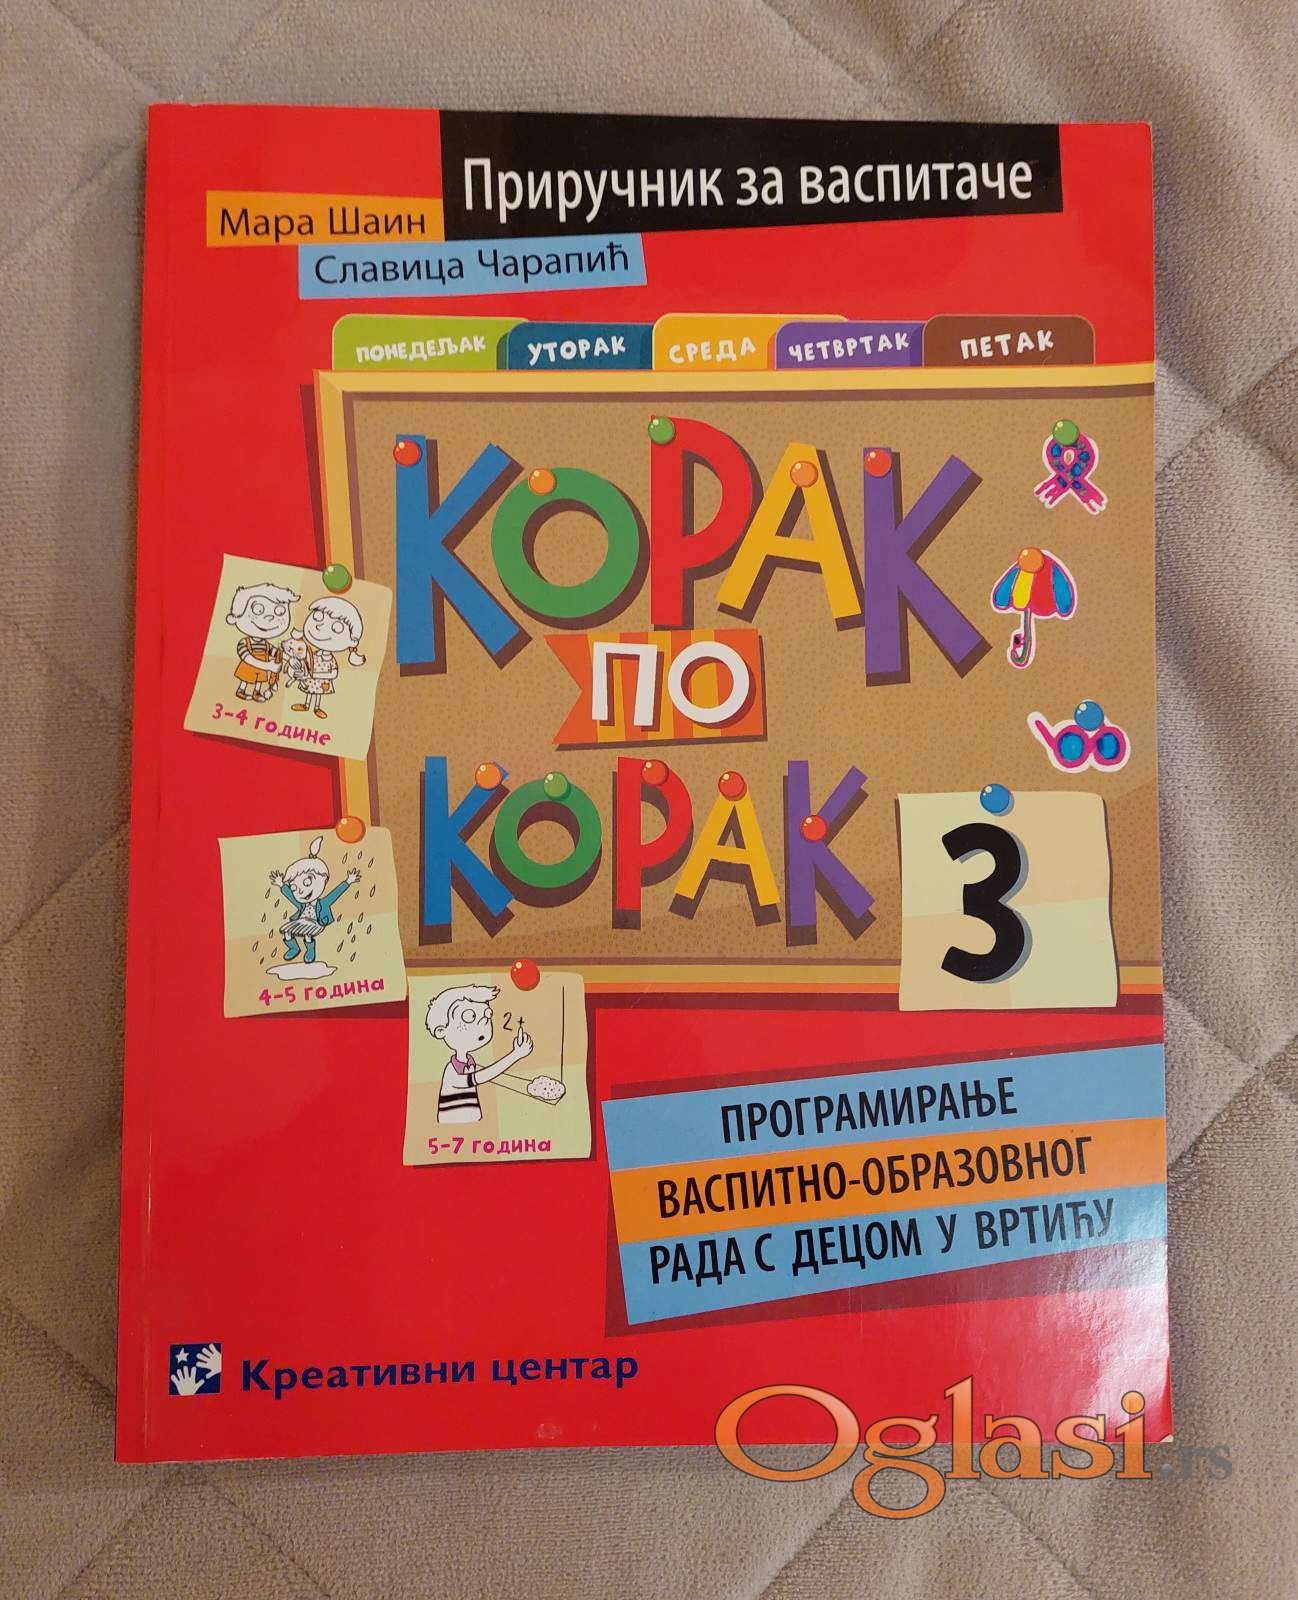 Приручник за васпитаче
Мара Шаин
Славица Чарапић
ПОНЕДЕЉАК УТОРАК СРЕДА ЧЕТВРТАК ПЕТАК
КОРАК
ПО
КОРАК
3
3-4 године
4-5 година
2+
5-7 година
ПРОГРАМИРАЊЕ
ВАСПИТНО-ОБРАЗОВНОГ
РАДА С ДЕЦОМ У ВРТИЋУ
Креативни центар
Oglasi.rs